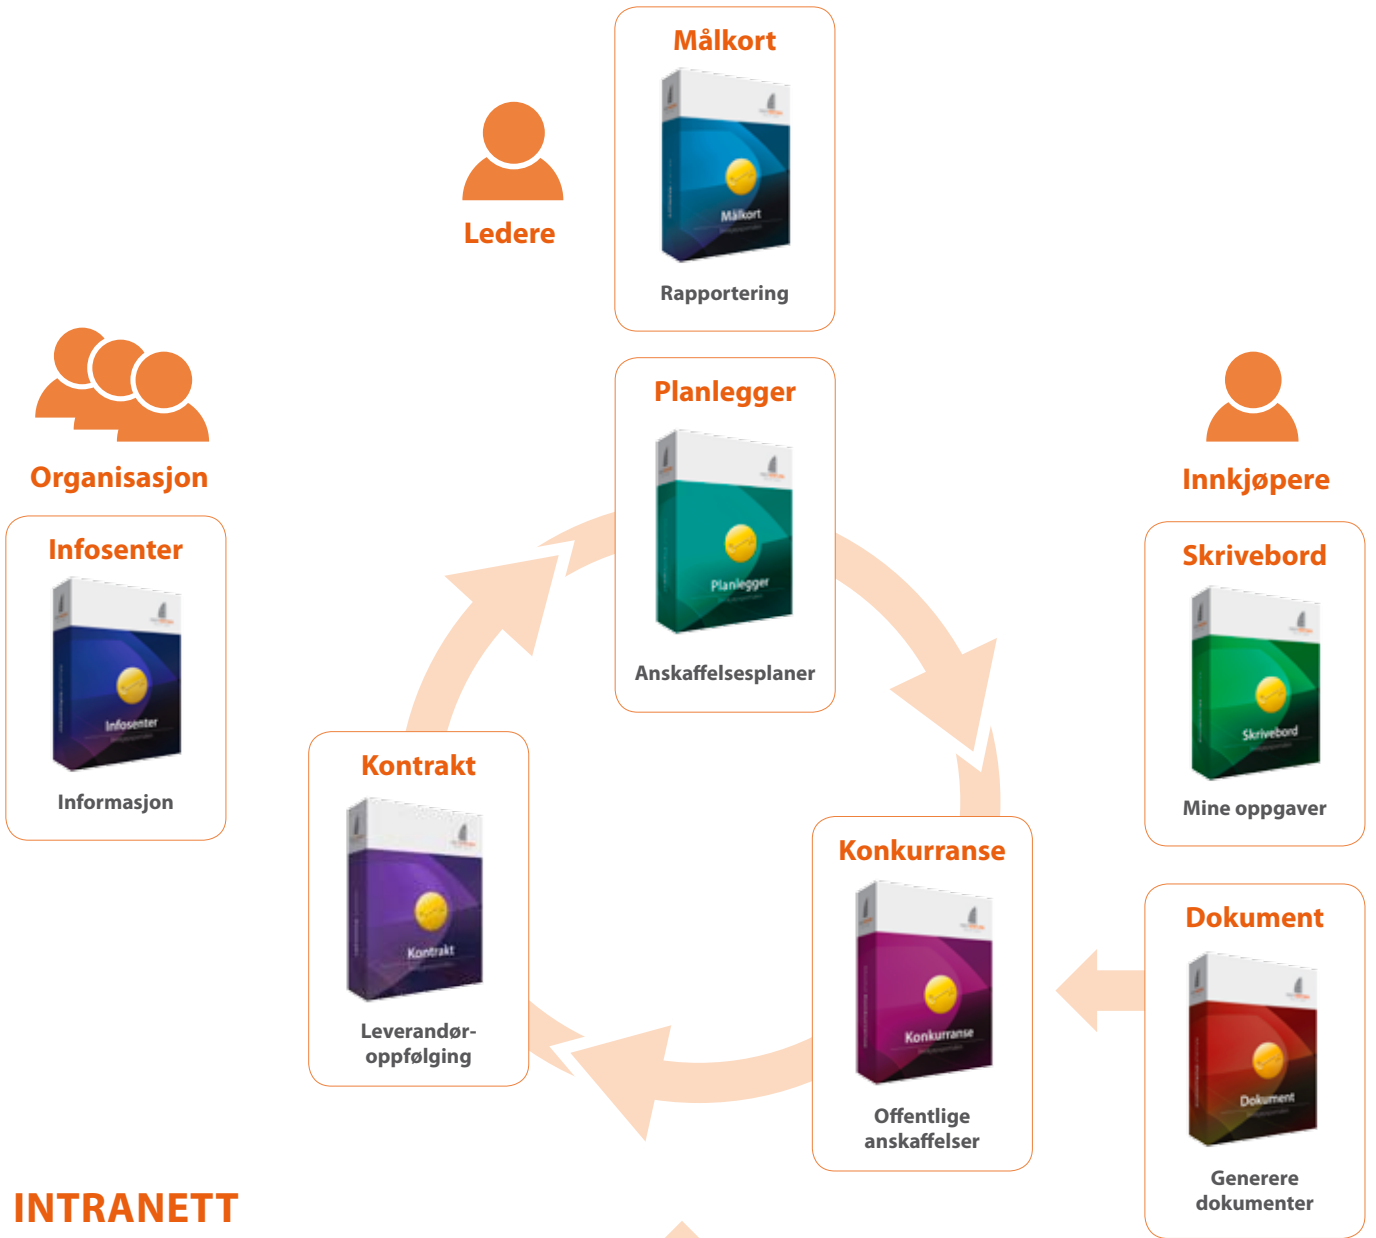 Målkort
Målkort
Rapportering
Ledere
Organisasjon
Infosenter
Infosenter
Informasjon
Planlegger
Planlegger
Anskaffelsesplaner
Innkjøpere
Skrivebord
Skrivebord
Mine oppgaver
Kontrakt
Kontrakt
Leverandør-
oppfølging
Konkurranse
Konkurranse
Offentlige
anskaffelser
Dokument
Dokument
Generere
dokumenter
INTRANETT